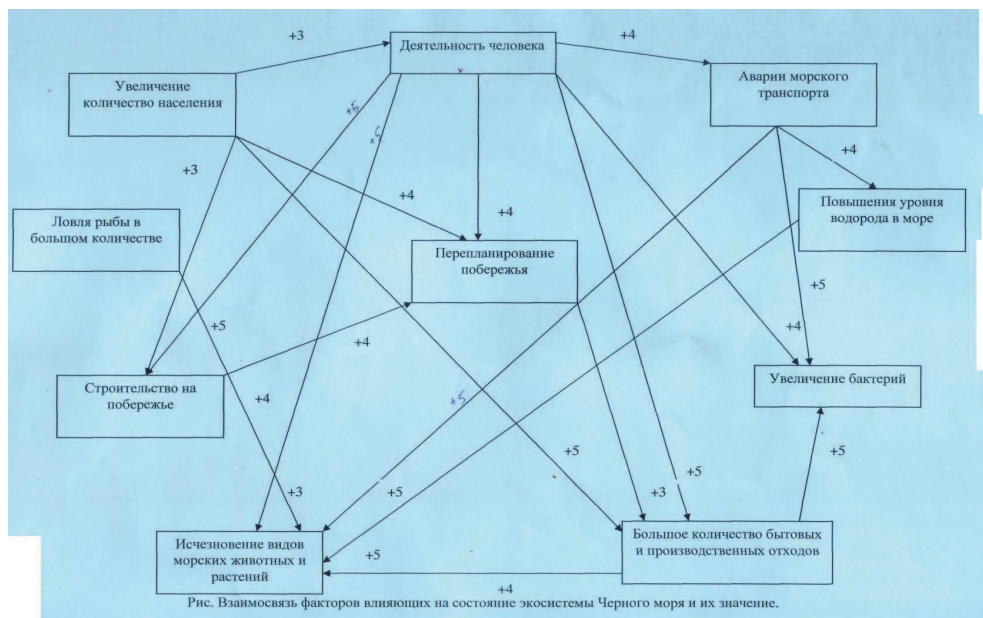 +3
Деятельность человека
+4
Увеличение
количество населения
Аварии морского
транспорта
+5
+5
+4
+3
+4
Повышения уровня
водорода в море
Ловля рыбы в
большом количестве
+4
Перепланирование
побережья
+5
+5
+4
+4
Строительство на
побережье
+4
+5
Увеличение бактерий
+5
+5
+3
+5
+5
+3
Исчезновение видов
морских животных и
растений
+5
Большое количество бытовых
и производственных отходов
+4
Рис. Взаимосвязь факторов влияющих на состояние экосистемы Черного моря и их значение.